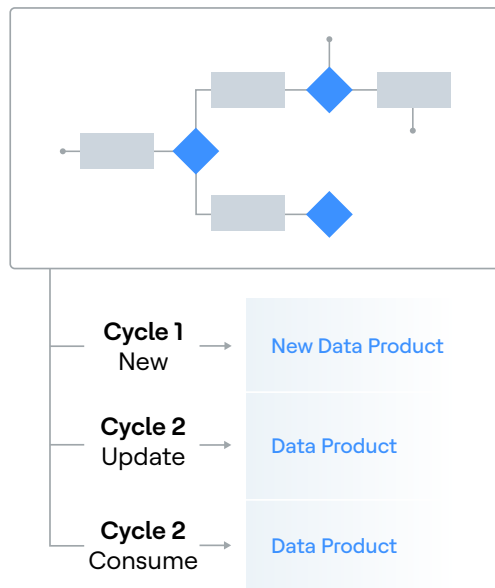 Cycle 1
New
New Data Product
Cycle 2
Update
Data Product
Cycle 2
Consume
Data Product